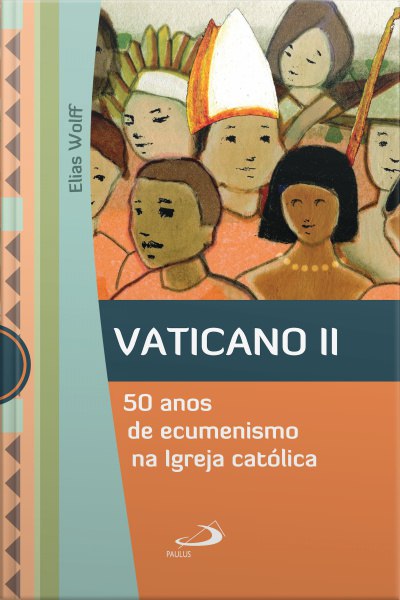 Elias Wolff
VATICANO II
50 anos
de ecumenismo
na Igreja católica
PAULUS